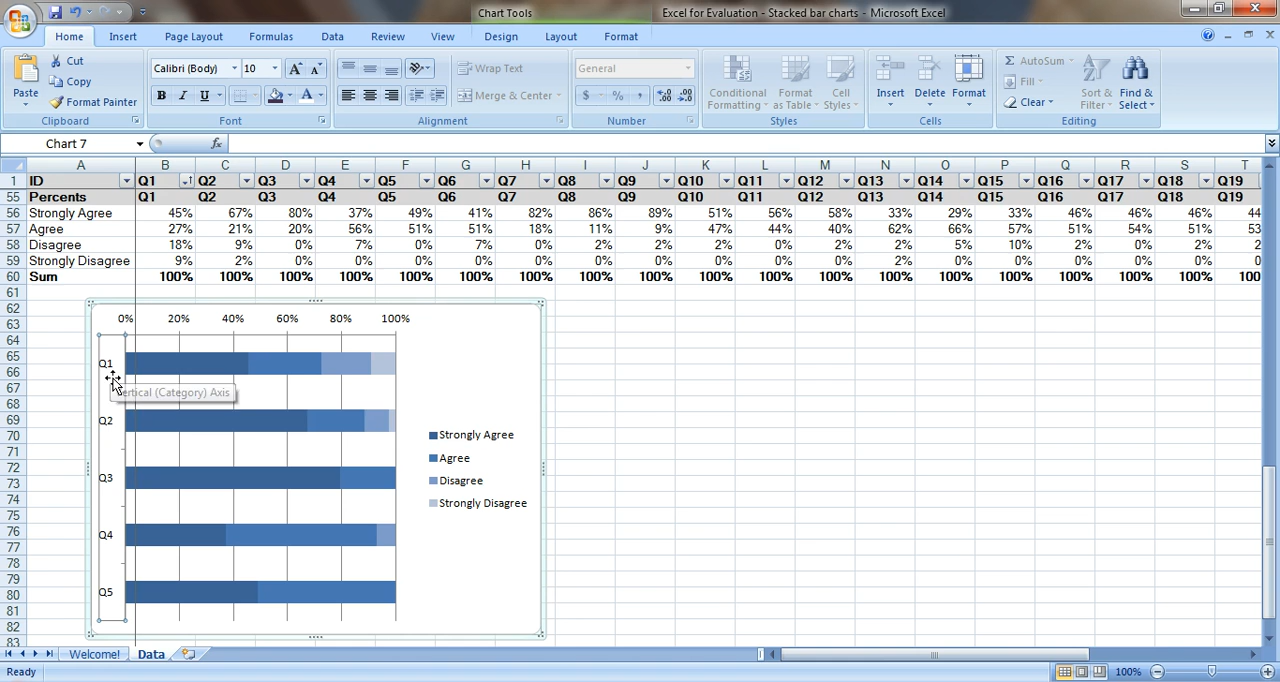 Chart Tools
Excel for Evaluation - Stacked bar charts - Microsoft Excel
Home Insert Page Layout Formulas Data Review View Design Layout Format
Cut
Copy
Format Painter
Paste
Clipboard
Calibri (Body) 10
B I U
Font
Wrap Text
Merge & Center
Alignment
General
$ % ,
Number
Conditional Formatting
Format as Table
Cell Styles
Styles
Insert Delete Format
Cells
AutoSum
Fill
Clear
Sort & Filter
Find & Select
Editing
Chart 7 fx
A B C D E F G H I J K L M N O P Q R S T
1 ID Q1 Q2 Q3 Q4 Q5 Q6 Q7 Q8 Q9 Q10 Q11 Q12 Q13 Q14 Q15 Q16 Q17 Q18 Q19
55 Percents Q1 Q2 Q3 Q4 Q5 Q6 Q7 Q8 Q9 Q10 Q11 Q12 Q13 Q14 Q15 Q16 Q17 Q18 Q19
56 Strongly Agree 45% 67% 80% 37% 49% 41% 82% 86% 89% 51% 56% 58% 33% 29% 33% 46% 46% 46% 44
57 Agree 27% 21% 20% 56% 51% 51% 18% 11% 9% 47% 44% 40% 62% 66% 57% 51% 54% 51% 53
58 Disagree 18% 9% 0% 7% 0% 7% 0% 2% 2% 2% 0% 2% 2% 5% 10% 2% 0% 2% 2
59 Strongly Disagree 9% 2% 0% 0% 0% 0% 0% 0% 0% 0% 0% 0% 2% 0% 0% 0% 0% 0% 0
60 Sum 100% 100% 100% 100% 100% 100% 100% 100% 100% 100% 100% 100% 100% 100% 100% 100% 100% 100% 100
61
62
63
64
65
66
67
68
69
70
71
72
73
74
75
76
77
78
79
80
81
82
83
0% 20% 40% 60% 80% 100%
Q1
Vertical (Category) Axis
Q2
Q3
Q4
Q5
Strongly Agree
Agree
Disagree
Strongly Disagree
Welcome! Data
Ready 100%